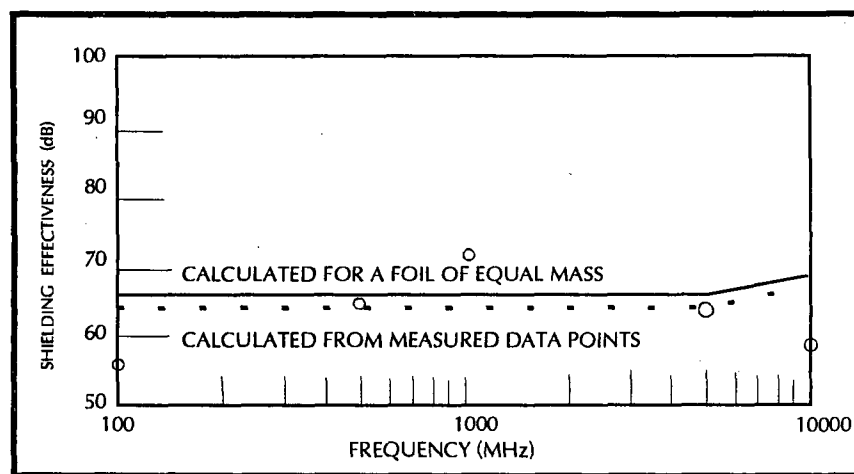 100
90
80
70
60
50
SHIELDING EFFECTIVENESS (dB)
CALCULATED FOR A FOIL OF EQUAL MASS
CALCULATED FROM MEASURED DATA POINTS
100
1000
10000
FREQUENCY (MHz)